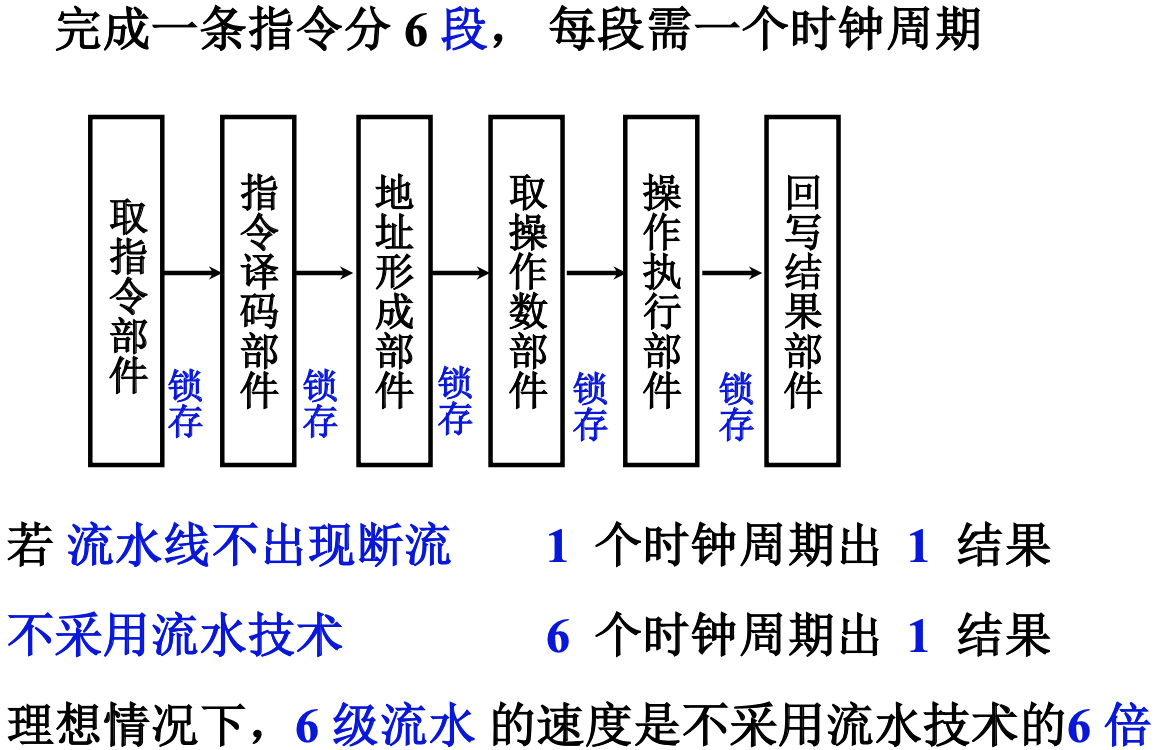 完成一条指令分 6 段， 每段需一个时钟周期
取指令部件
锁存
指令译码部件
锁存
地址形成部件
锁存
取操作数部件
锁存
操作执行部件
锁存
回写结果部件
若 流水线不出现断流 1 个时钟周期出 1 结果
不采用流水技术 6 个时钟周期出 1 结果
理想情况下，6 级流水 的速度是不采用流水技术的6 倍